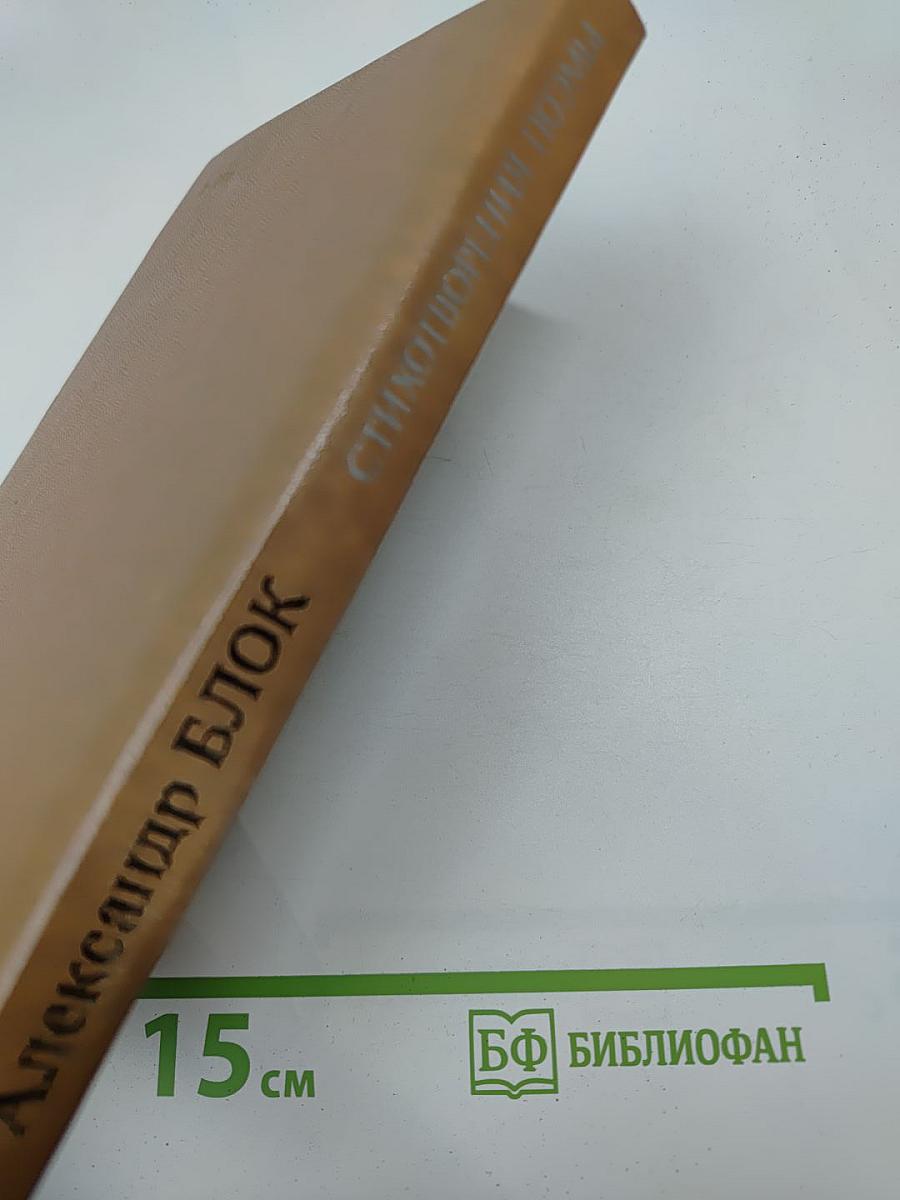 Александр БЛОК
СТИХОТВОРЕНИЯ ПОЭМЫ
15 см
БФ БИБЛИОФАН